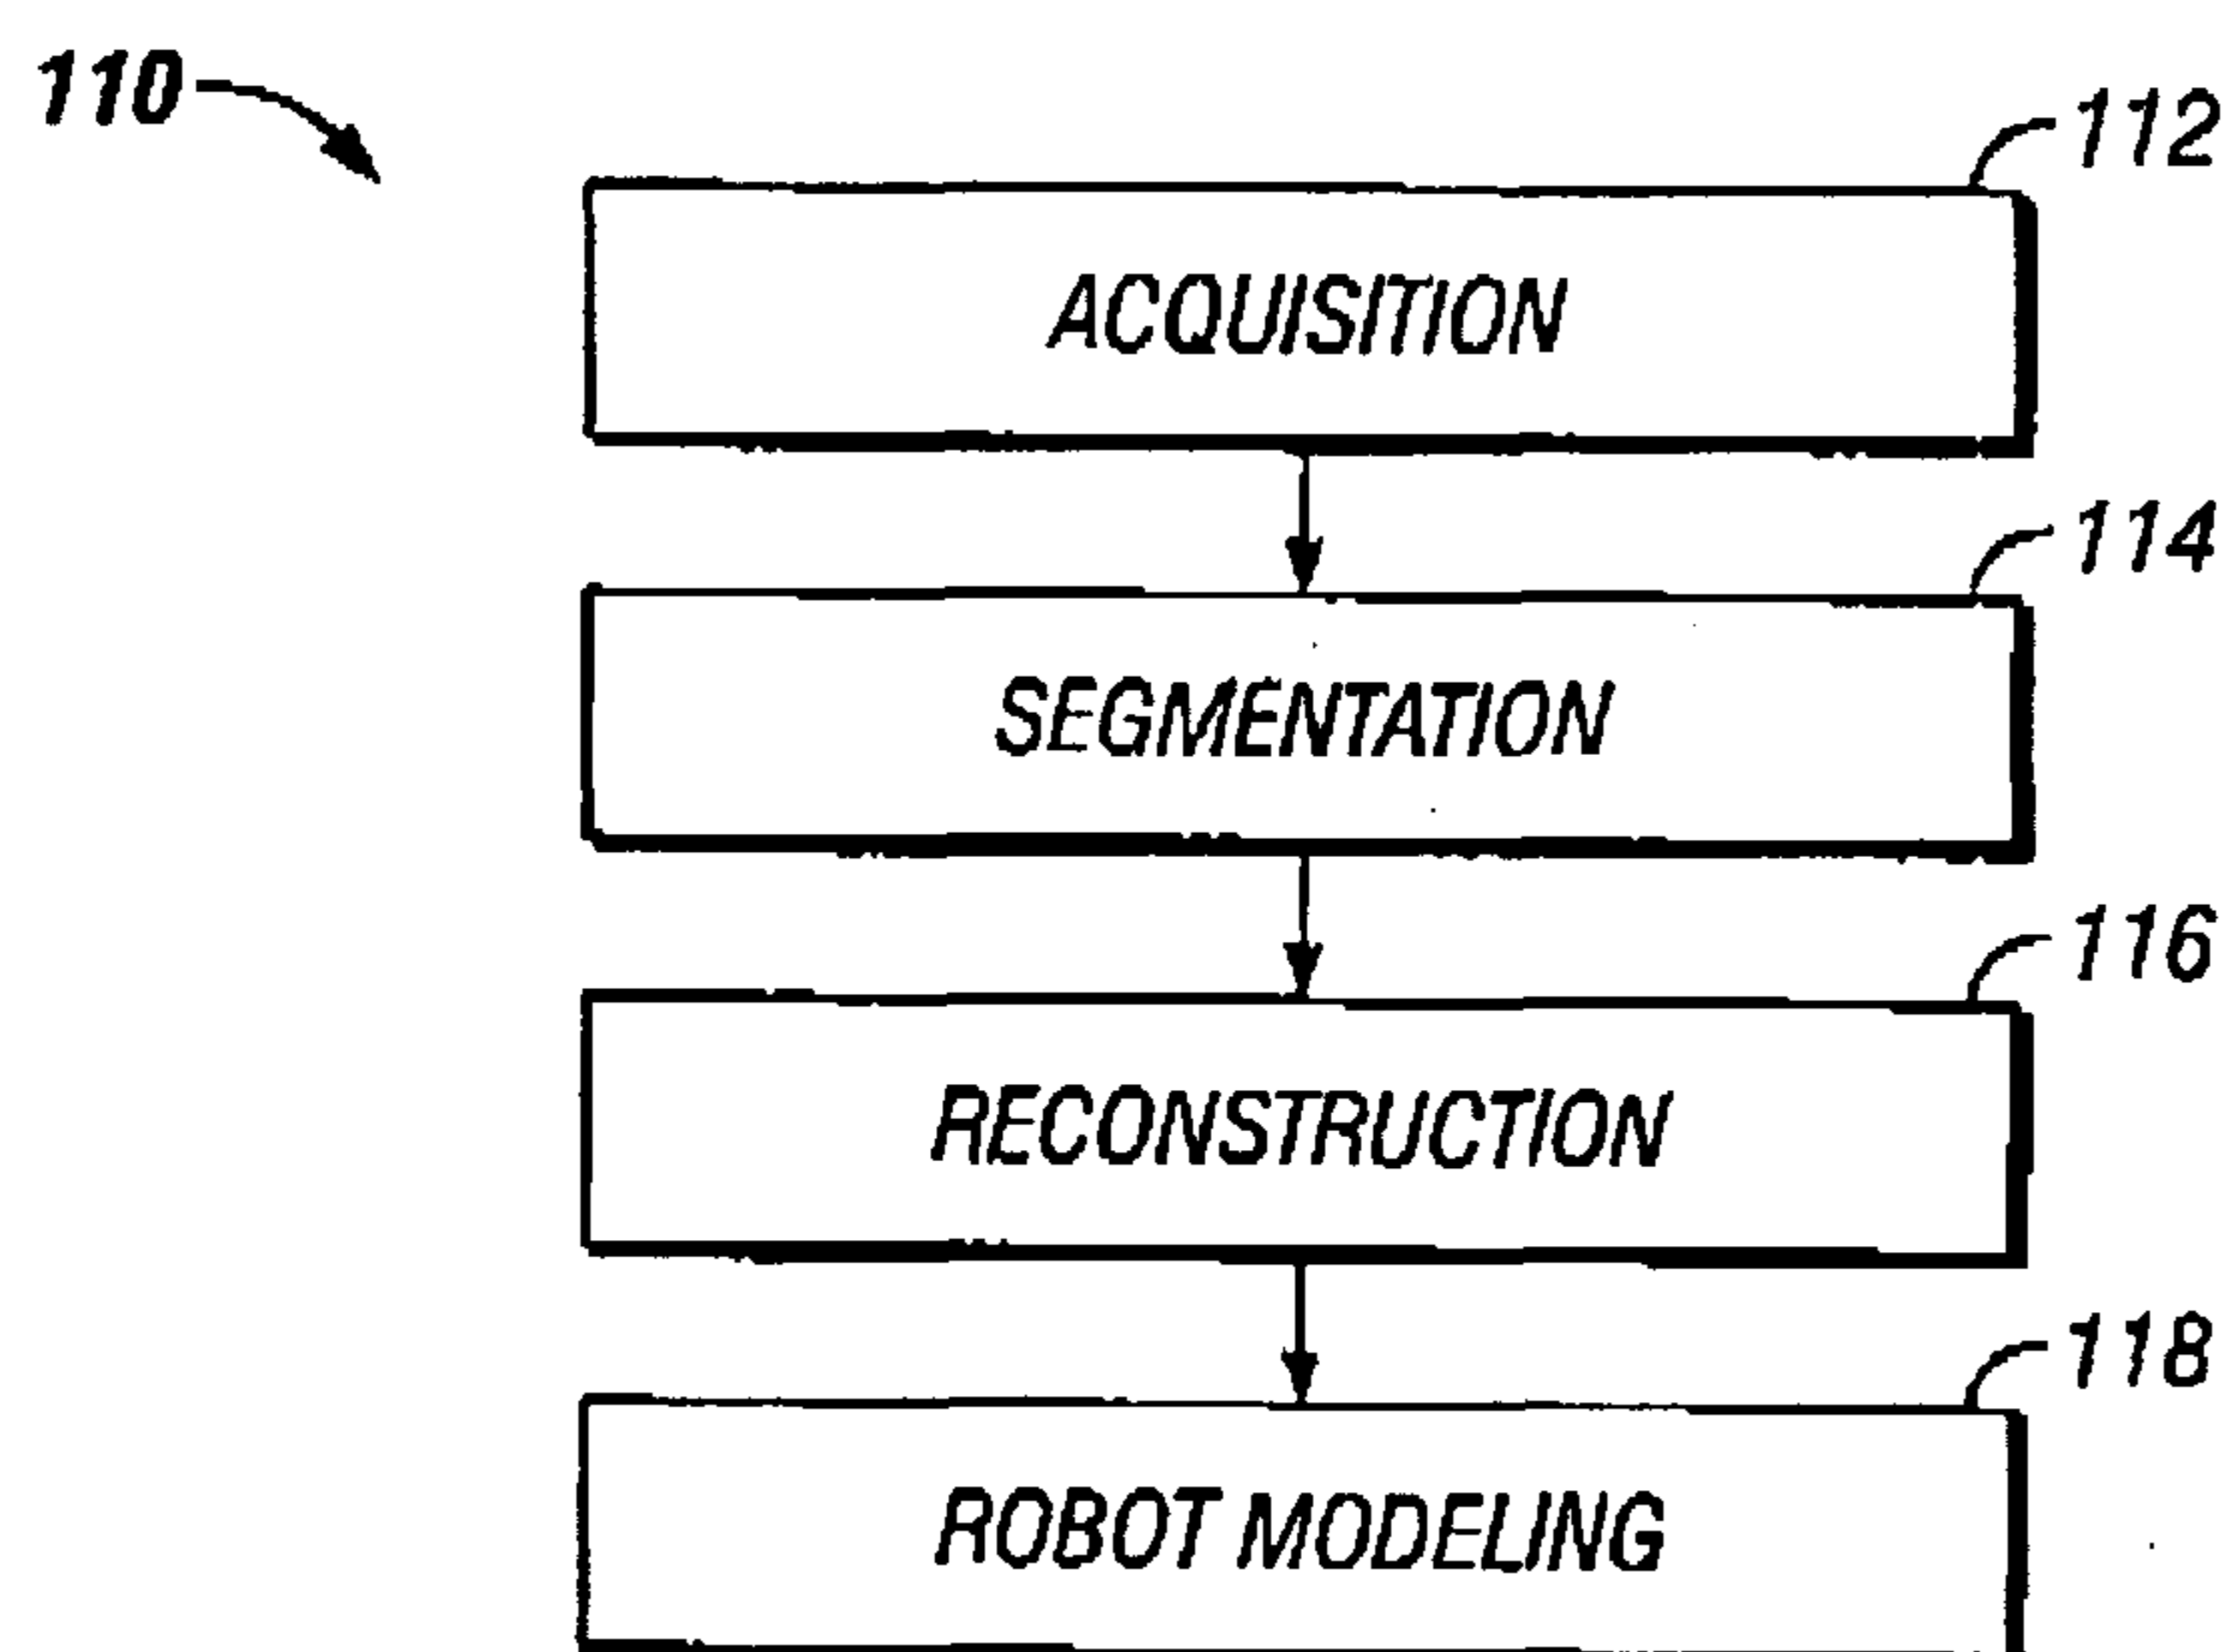 110
112
ACQUISITION
114
SEGMENTATION
116
RECONSTRUCTION
118
ROBOT MODELING